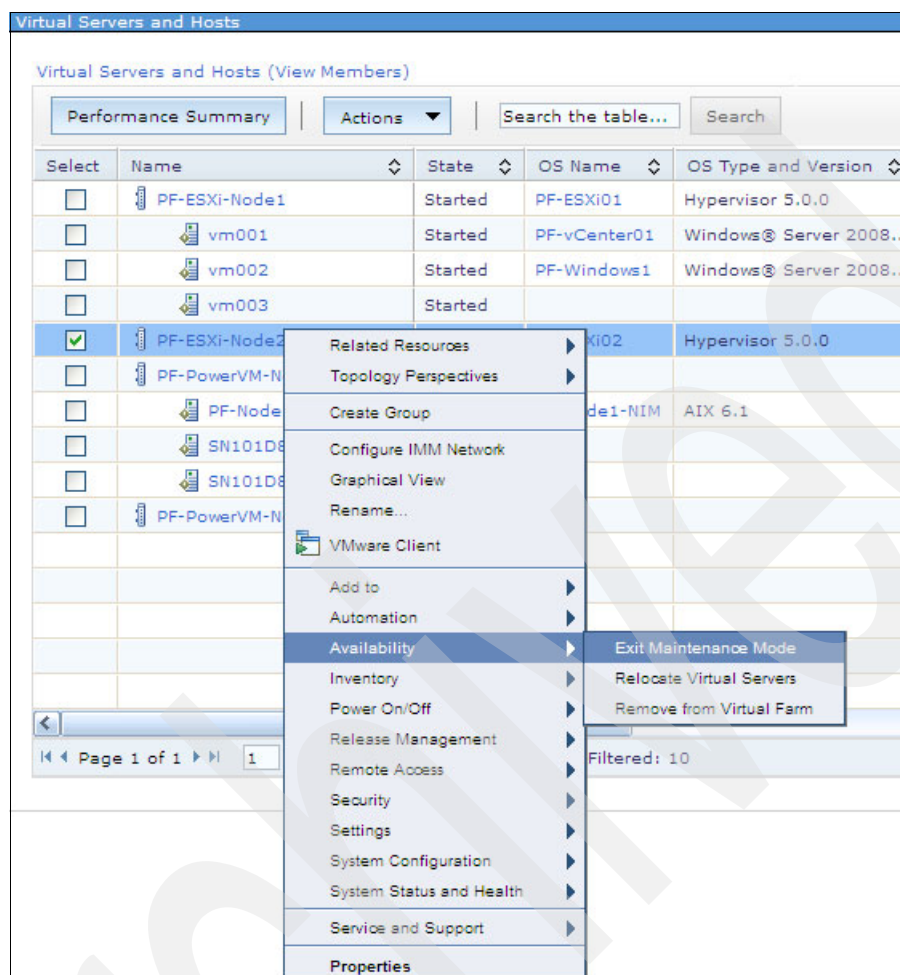 Virtual Servers and Hosts
Virtual Servers and Hosts (View Members)
Performance Summary | Actions | Search the table... Search
Select Name State OS Name OS Type and Version
PF-ESXi-Node1 Started PF-ESXi01 Hypervisor 5.0.0
vm001 Started PF-vCenter01 Windows® Server 2008..
vm002 Started PF-Windows1 Windows® Server 2008..
vm003 Started
PF-ESXi-Node2 Xi02 Hypervisor 5.0.0
PF-PowerVM-N
PF-Node de1-NIM AIX 6.1
SN101D8
SN101D8
PF-PowerVM-N
Related Resources
Topology Perspectives
Create Group
Configure IMM Network
Graphical View
Rename...
VMware Client
Add to
Automation
Availability
Exit Maintenance Mode
Relocate Virtual Servers
Remove from Virtual Farm
Inventory
Power On/Off
Release Management
Remote Access
Security
Settings
System Configuration
System Status and Health
Service and Support
Properties
Page 1 of 1 1 Filtered: 10